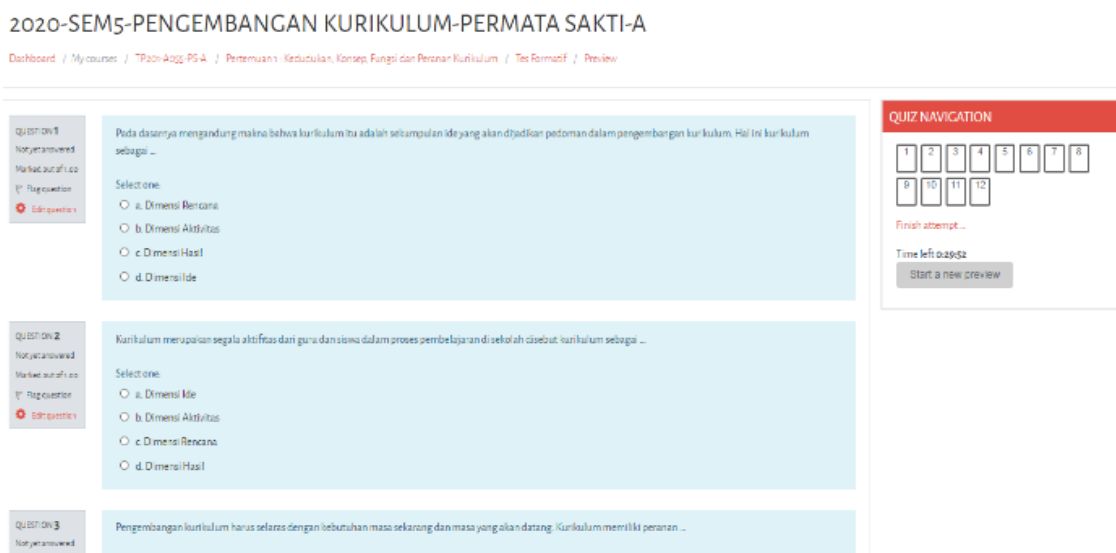 2020-SEM5-PENGEMBANGAN KURIKULUM-PERMATA SAKTI-A
Dashboard / My courses / TP201-A055-PS-A / Pertemuan 1 : Kedudukan, Konsep, Fungsi dan Peranan Kurikulum / Tes Formatif / Preview
QUESTION 1
Not yet answered
Marked out of 1.00
Flag question
Edit question
Pada dasarnya mengandung makna bahwa kurikulum itu adalah sekumpulan ide yang akan dijadikan pedoman dalam pengembangan kurikulum. Hal ini kurikulum
sebagai ...
Select one:
a. Dimensi Rencana
b. Dimensi Aktivitas
c. Dimensi Hasil
d. Dimensi Ide
QUESTION 2
Not yet answered
Marked out of 1.00
Flag question
Edit question
Kurikulum merupakan segala aktifitas dari guru dan siswa dalam proses pembelajaran di sekolah disebut kurikulum sebagai ...
Select one:
a. Dimensi Ide
b. Dimensi Aktivitas
c. Dimensi Rencana
d. Dimensi Hasil
QUESTION 3
Not yet answered
Pengembangan kurikulum harus selaras dengan kebutuhan masa sekarang dan masa yang akan datang. Kurikulum memiliki peranan ...
QUIZ NAVIGATION
1 2 3 4 5 6 7 8
9 10 11 12
Finish attempt ...
Time left 0:29:52
Start a new preview